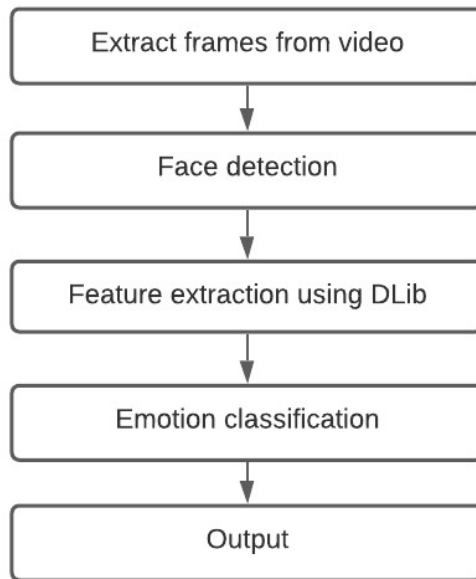 Extract frames from video
Face detection
Feature extraction using DLib
Emotion classification
Output